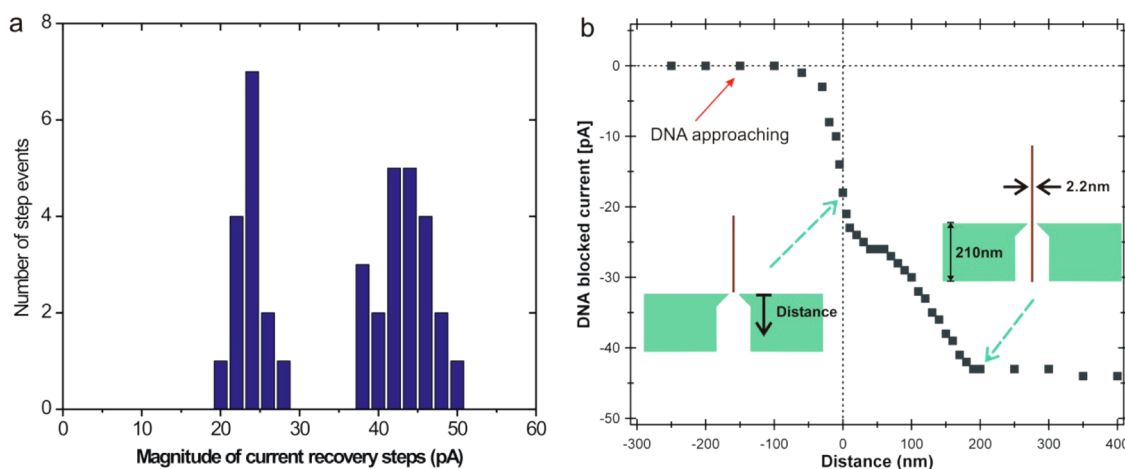 a
Number of step events
8
6
4
2
0
0 10 20 30 40 50 60
Magnitude of current recovery steps (pA)
b
DNA blocked current [pA]
0
-10
-20
-30
-40
-50
DNA approaching
2.2nm
210nm
Distance
-300 -200 -100 0 100 200 300 400
Distance (nm)